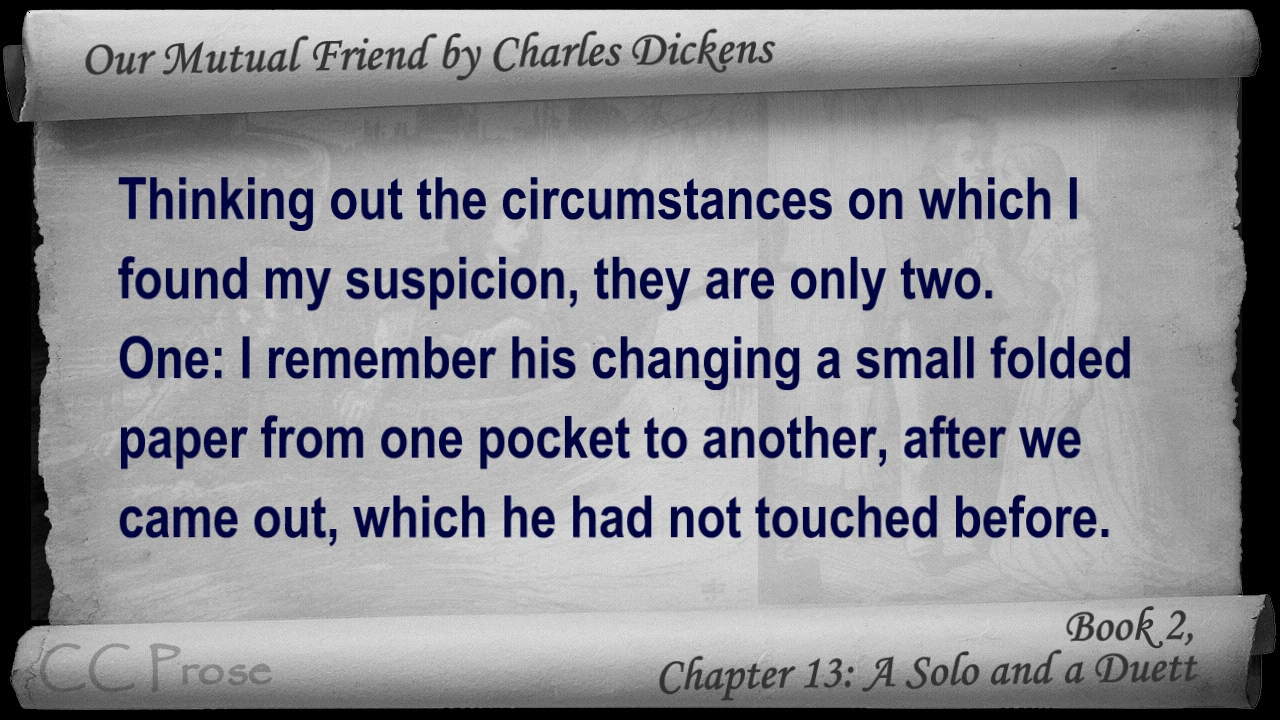 Our Mutual Friend by Charles Dickens
Thinking out the circumstances on which I
found my suspicion, they are only two.
One: I remember his changing a small folded
paper from one pocket to another, after we
came out, which he had not touched before.
Book 2,
Chapter 13: A Solo and a Duett
CC Prose